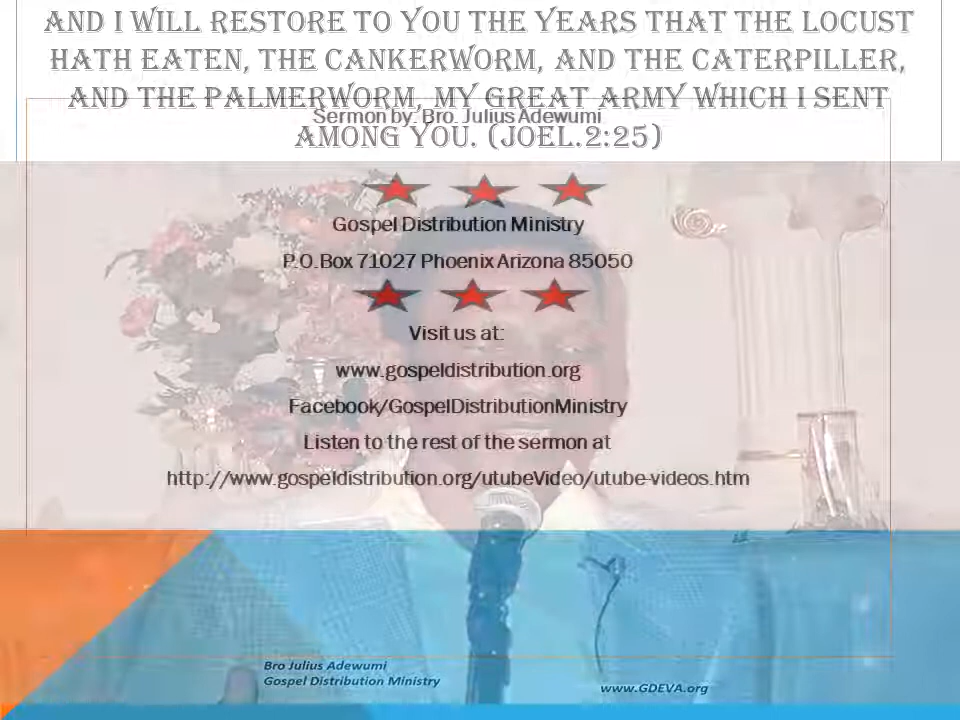 AND I WILL RESTORE TO YOU THE YEARS THAT THE LOCUST
HATH EATEN, THE CANKERWORM, AND THE CATERPILLER,
AND THE PALMERWORM, MY GREAT ARMY WHICH I SENT
Sermon by: Bro. Julius Adewumi
AMONG YOU. (JOEL.2:25)
Gospel Distribution Ministry
P.O.Box 71027 Phoenix Arizona 85050
Visit us at:
www.gospeldistribution.org
Facebook/GospelDistributionMinistry
Listen to the rest of the sermon at
http://www.gospeldistribution.org/utubeVideo/utube-videos.htm
Bro Julius Adewumi
Gospel Distribution Ministry
www.GDEVA.org